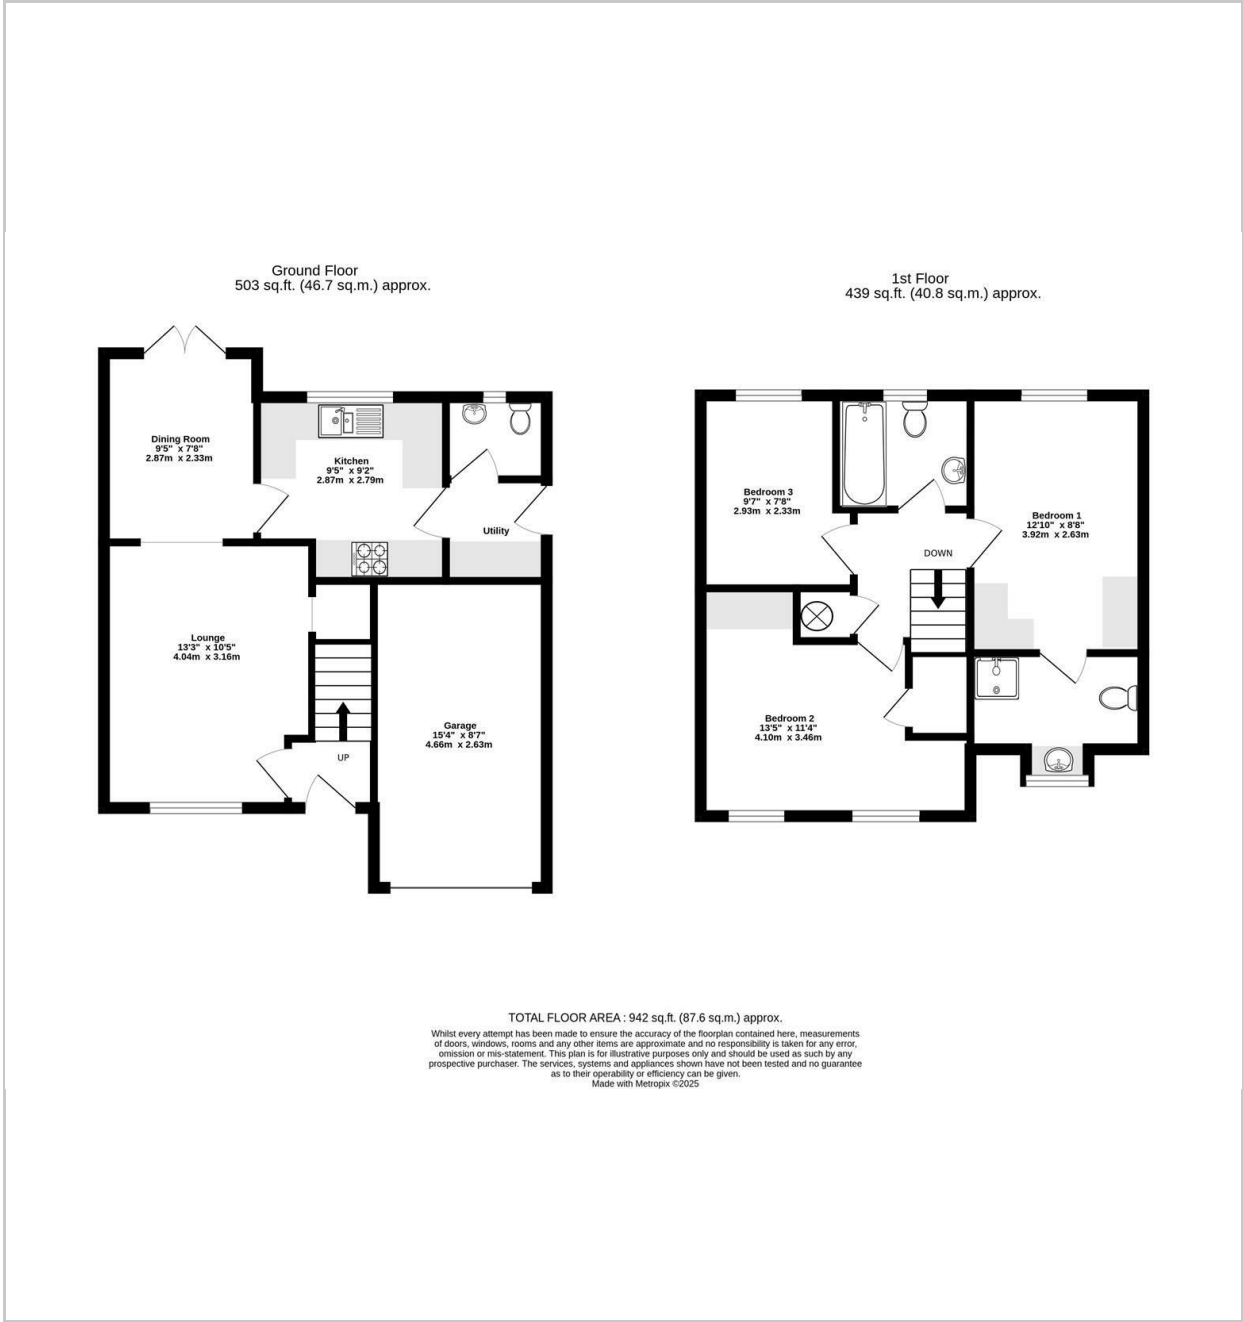 Ground Floor
503 sq.ft. (46.7 sq.m.) approx.
Dining Room
9'5" x 7'8"
2.87m x 2.33m
Kitchen
9'5" x 9'2"
2.87m x 2.79m
Utility
Lounge
13'3" x 10'5"
4.04m x 3.16m
UP
Garage
15'4" x 8'7"
4.66m x 2.63m
1st Floor
439 sq.ft. (40.8 sq.m.) approx.
Bedroom 3
9'7" x 7'8"
2.93m x 2.33m
Bedroom 1
12'10" x 8'8"
3.92m x 2.63m
DOWN
Bedroom 2
13'5" x 11'4"
4.10m x 3.46m
TOTAL FLOOR AREA : 942 sq.ft. (87.6 sq.m.) approx.
Whilst every attempt has been made to ensure the accuracy of the floorplan contained here, measurements
of doors, windows, rooms and any other items are approximate and no responsibility is taken for any error,
omission or mis-statement. This plan is for illustrative purposes only and should be used as such by any
prospective purchaser. The services, systems and appliances shown have not been tested and no guarantee
as to their operability or efficiency can be given.
Made with Metropix ©2025